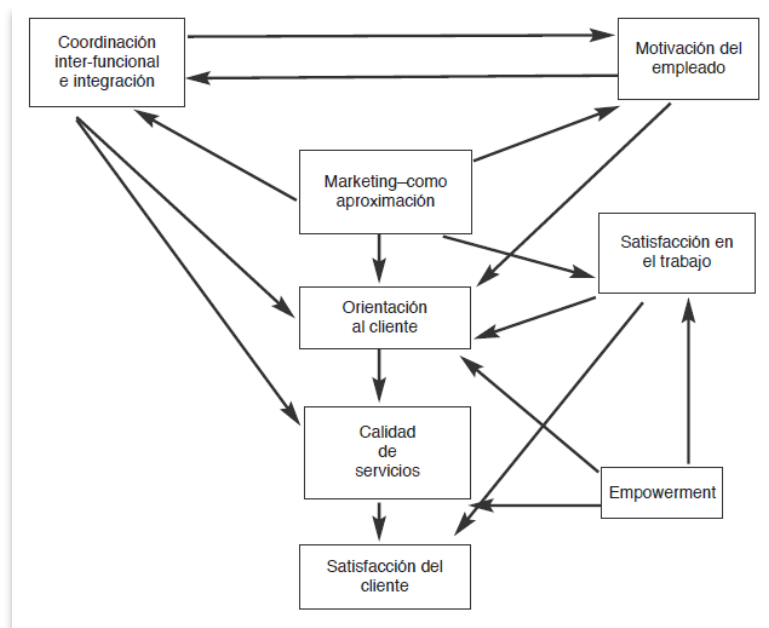 Coordinación
inter-funcional
e integración
Motivación del
empleado
Marketing–como
aproximación
Satisfacción en
el trabajo
Orientación
al cliente
Calidad
de
servicios
Empowerment
Satisfacción del
cliente